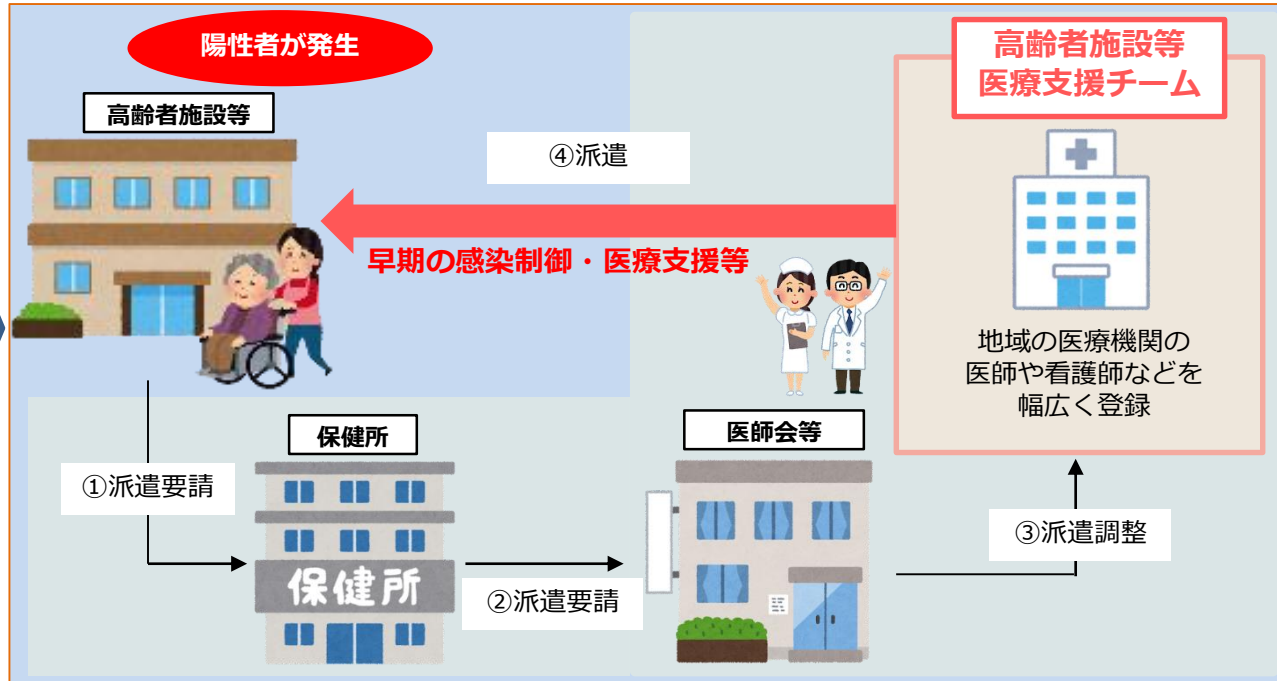 陽性者が発生
高齢者施設等
高齢者施設等
医療支援チーム
④派遣
早期の感染制御・医療支援等
地域の医療機関の
医師や看護師などを
幅広く登録
保健所
医師会等
①派遣要請
保健所
②派遣要請
③派遣調整